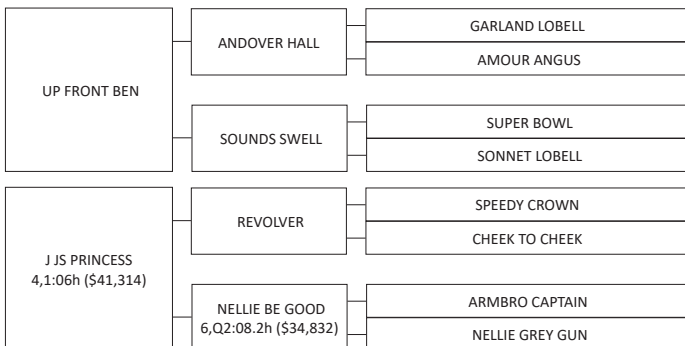 UP FRONT BEN
ANDOVER HALL
GARLAND LOBELL
AMOUR ANGUS
SOUNDS SWELL
SUPER BOWL
SONNET LOBELL
J JS PRINCESS
4,1:06h ($41,314)
REVOLVER
SPEEDY CROWN
CHEEK TO CHEEK
NELLIE BE GOOD
6,Q2:08.2h ($34,832)
ARMBRO CAPTAIN
NELLIE GREY GUN